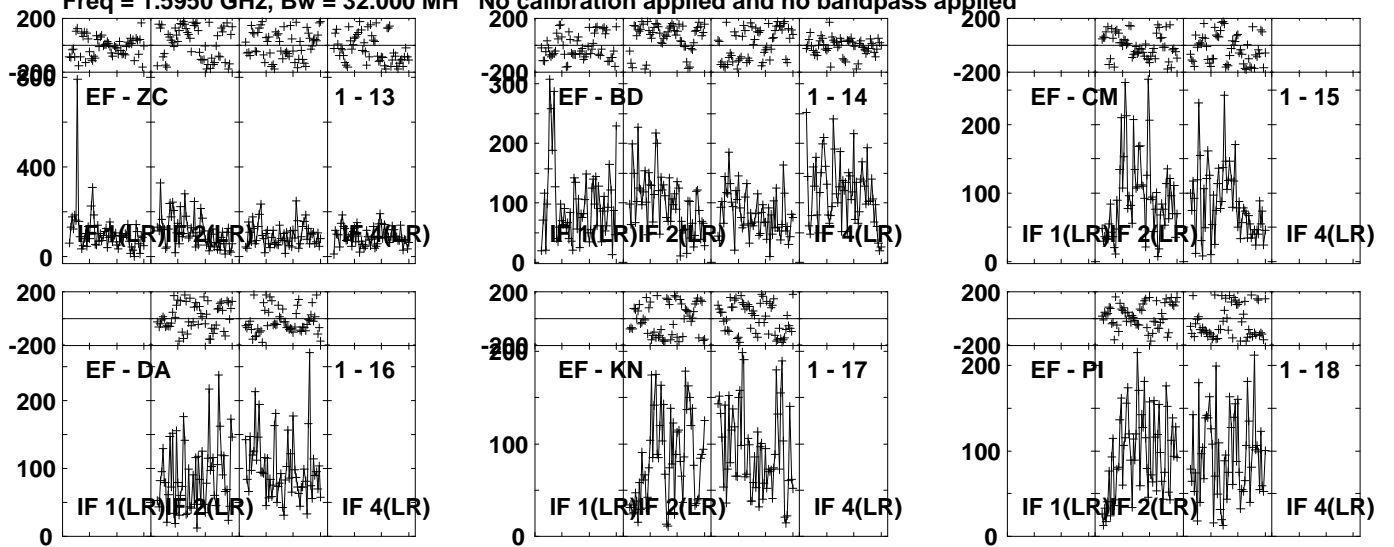 Freq = 1.5950 GHz, Bw = 32.000 MH No calibration applied and no bandpass applied
200
-200
800
400
0
EF - ZC
1 - 13
IF 1(LR)
IF 2(LR)
IF 4(LR)
200
-200
300
200
100
0
EF - BD
1 - 14
IF 1(LR)
IF 2(LR)
IF 4(LR)
200
-200
200
100
0
EF - CM
1 - 15
IF 1(LR)
IF 2(LR)
IF 4(LR)
200
-200
200
100
0
EF - DA
1 - 16
IF 1(LR)
IF 2(LR)
IF 4(LR)
200
-200
200
100
0
EF - KN
1 - 17
IF 1(LR)
IF 2(LR)
IF 4(LR)
200
-200
200
100
0
EF - PI
1 - 18
IF 1(LR)
IF 2(LR)
IF 4(LR)